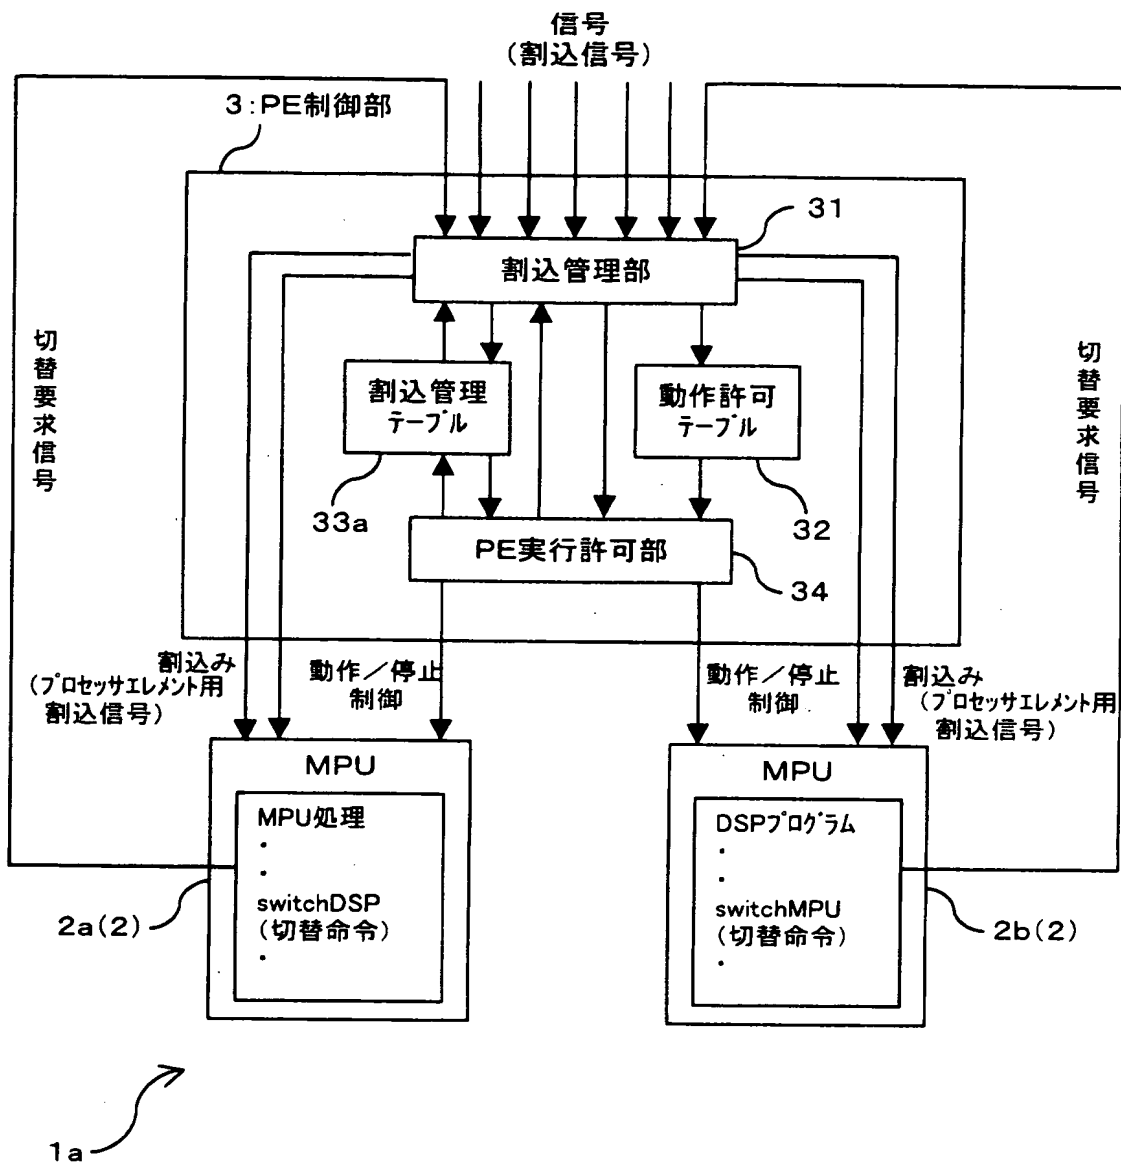 信号
(割込信号)
3:PE制御部
31
割込管理部
切替要求信号
切替要求信号
割込管理
テーブル
動作許可
テーブル
33a
32
PE実行許可部
34
割込み
(プロセッサエレメント用
割込信号)
動作/停止
制御
動作/停止
制御
割込み
(プロセッサエレメント用
割込信号)
MPU
MPU処理
・
・
switchDSP
(切替命令)
・
MPU
DSPプログラム
・
・
switchMPU
(切替命令)
・
2a(2)
2b(2)
1a